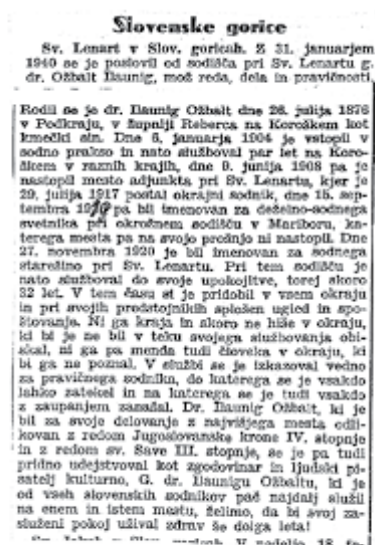 Slovenske gorice
Sv. Lenart v Slov. goricah. Z 31. januarjem
1940 se je poslovil od sodišča pri Sv. Lenartu g.
dr. Ožbalt Ilaunig, mož reda, dela in pravičnosti
Rodil se je dr. Ilaunig Ožbalt dne 26. julija 1876
v Podkraju, v župniji Reberca na Koroškem kot
kmečki sin. Dne 5. januarja 1904 je vstopil v
sodno prakso in nato služboval par let na Koro-
škem v raznih krajih, dne 9. junija 1908 pa je
nastopil mesto adjunkta pri Sv. Lenartu, kjer je
29. julija 1917 postal okrajni sodnik, dne 15. sep-
tembra pa bil imenovan za deželno-sodnega
svetnika pri okrožnem sodišču v Mariboru, ka-
terega mesta pa na svojo prošnjo ni nastopil. Dne
27. novembra 1920 je bil imenovan za sodnega
starešino pri Sv. Lenartu. Pri tem sodišču je
nato služboval do svoje upokojitve, torej skoro
32 let. V tem času si je pridobil v vsem okraju
in pri svojih predstojnikih splošen ugled in spo-
štovanje. Ni ga kraja in skoro ne hiše v okraju,
ki bi je ne bil v teku svojega službovanja obi-
skal, ni ga pa menda tudi človeka v okraju, ki
bi ga ne poznal. V službi se je izkazoval vedno
za pravičnega sodnika, do katerega se je vsakdo
lahko zatekel in na katerega se je tudi vsakdo
z zaupanjem zanašal. Dr. Ilaunig Ožbalt, ki je
bil za svoje delovanje z najvišjega mesta odli-
kovan z redom Jugoslovanske krone IV. stopnje
in z redom sv. Save III. stopnje, se je pa tudi
pridno udejstvoval kot zgodovinar in ljudski pi-
satelj kulturno. G. dr. Ilaunigu Ožbaltu, ki je
od vseh slovenskih sodnikov pač najdalj služil
na enem in istem mestu, želimo, da bi svoj za-
služeni pokoj užival zdrav še dolga leta!